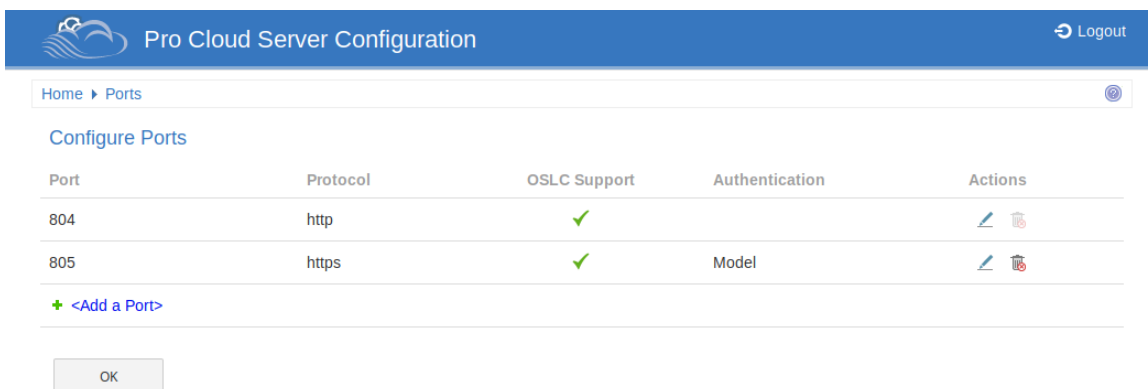 Pro Cloud Server Configuration
Logout
Home Ports
Configure Ports
Port Protocol OSLC Support Authentication Actions
804 http
805 https Model
<Add a Port>
OK